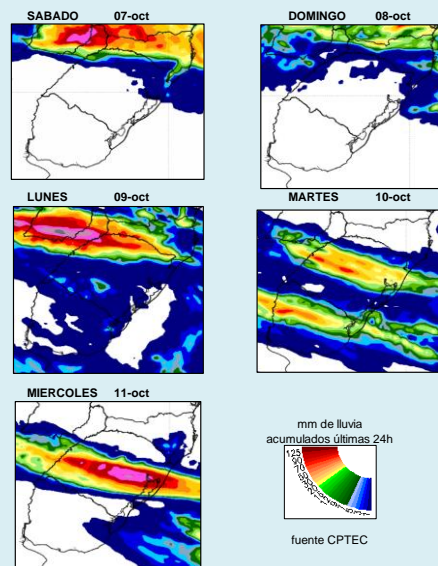 SABADO 07-oct
DOMINGO 08-oct
LUNES 09-oct
MARTES 10-oct
MIERCOLES 11-oct
mm de lluvia
acumulados últimas 24h
125
fuente CPTEC